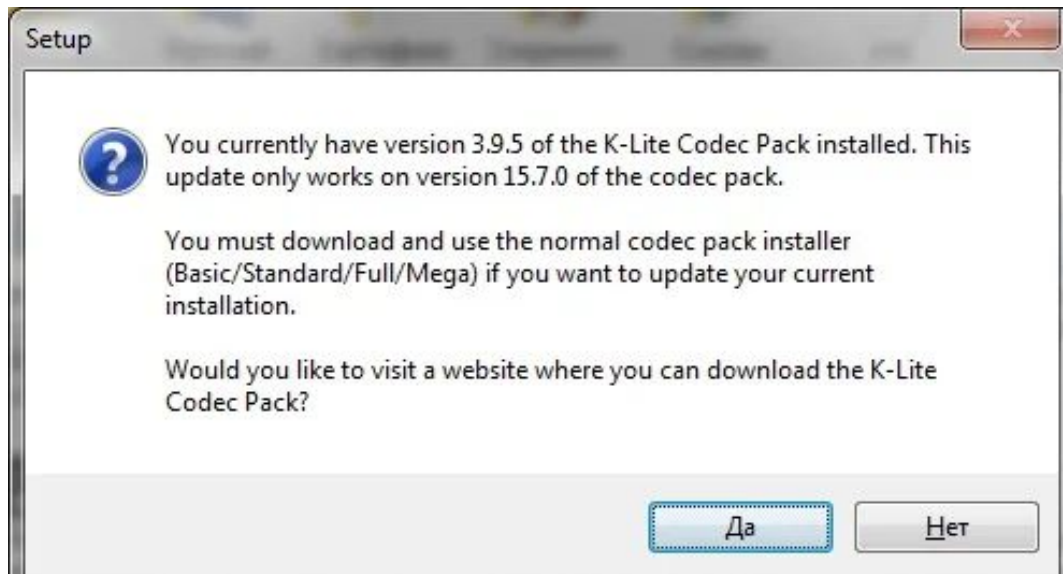 Setup
You currently have version 3.9.5 of the K-Lite Codec Pack installed. This
update only works on version 15.7.0 of the codec pack.
You must download and use the normal codec pack installer
(Basic/Standard/Full/Mega) if you want to update your current
installation.
Would you like to visit a website where you can download the K-Lite
Codec Pack?
Да
Нет